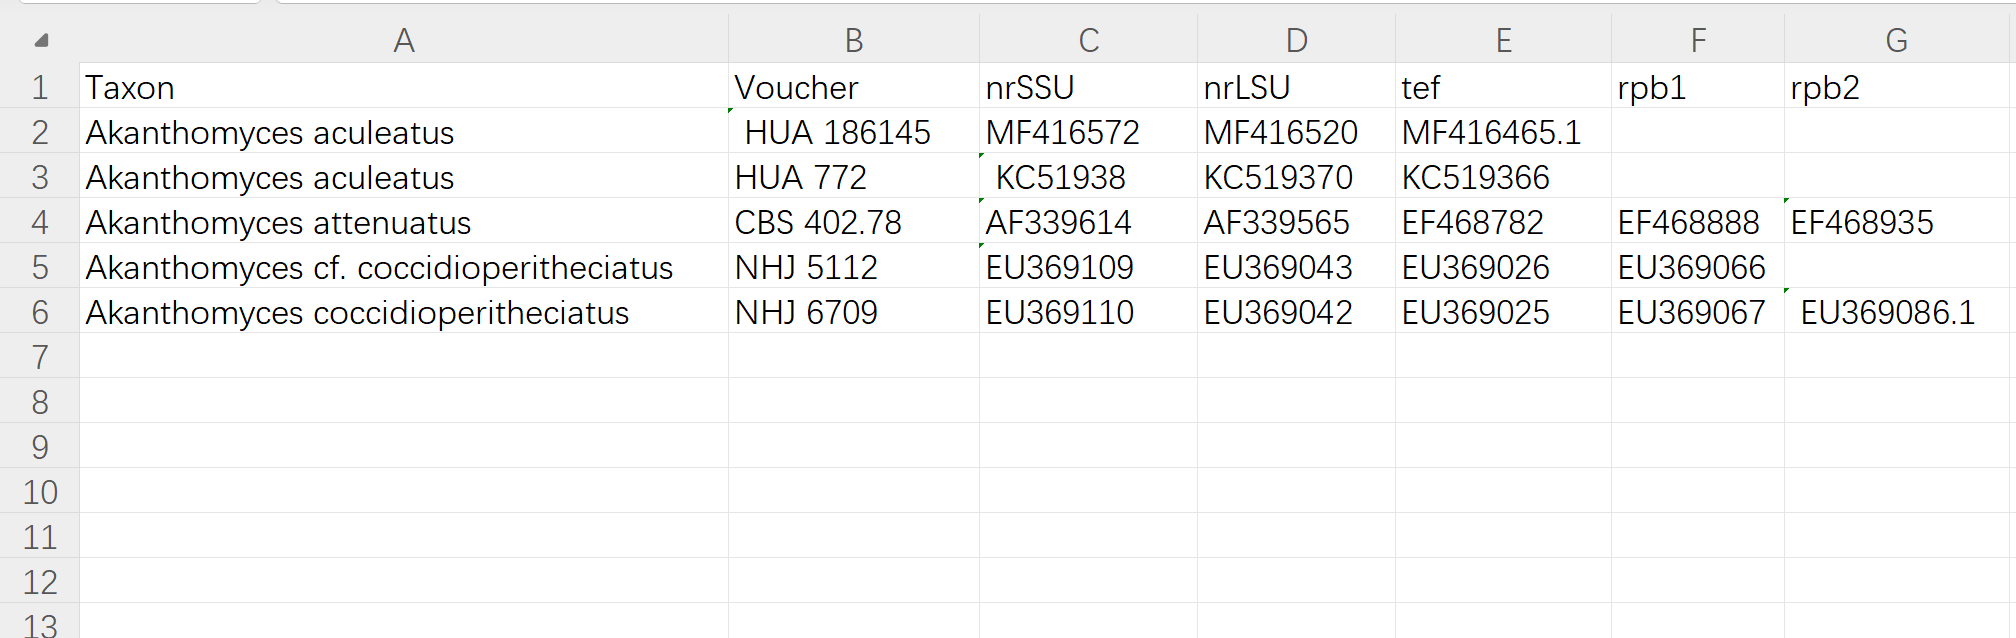 A B C D E F G
1 Taxon Voucher nrSSU nrLSU tef rpb1 rpb2
2 Akanthomyces aculeatus HUA 186145 MF416572 MF416520 MF416465.1
3 Akanthomyces aculeatus HUA 772 KC51938 KC519370 KC519366
4 Akanthomyces attenuatus CBS 402.78 AF339614 AF339565 EF468782 EF468888 EF468935
5 Akanthomyces cf. coccidioperitheciatus NHJ 5112 EU369109 EU369043 EU369026 EU369066
6 Akanthomyces coccidioperitheciatus NHJ 6709 EU369110 EU369042 EU369025 EU369067 EU369086.1
7
8
9
10
11
12
13